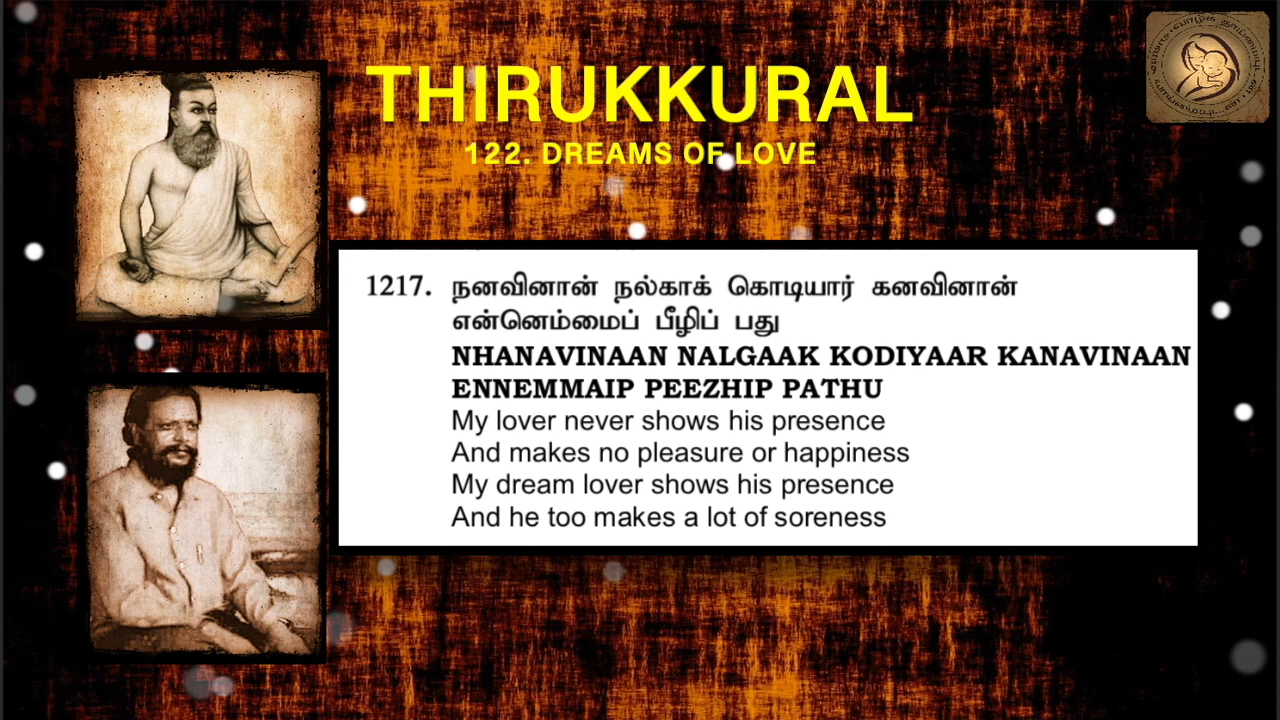 THIRUKKURAL
122. DREAMS OF LOVE
1217. நனவினான் நல்காக் கொடியார் கனவினான்
என்னெம்மைப் பீழிப் பது
NHANAVINAAN NALGAAK KODIYAAR KANAVINAAN
ENNEMMAIP PEEZHIP PATHU
My lover never shows his presence
And makes no pleasure or happiness
My dream lover shows his presence
And he too makes a lot of soreness